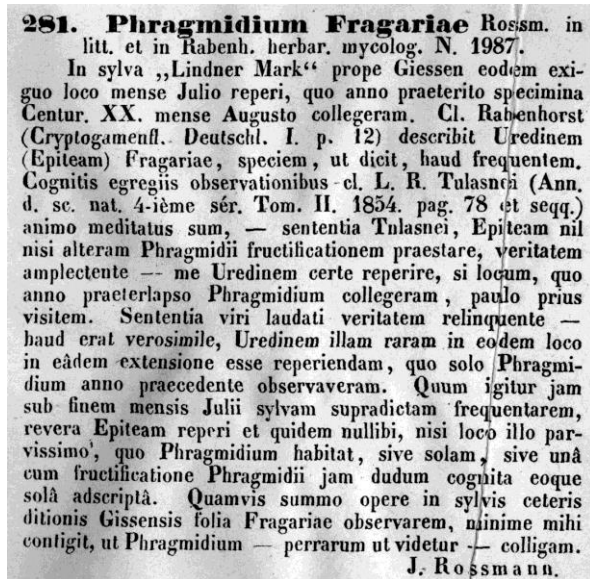 281. Phragmidium Fragariae Rossm. in
litt. et in Rabenh. herbar. mycolog. N. 1987.
In sylva „Lindner Mark“ prope Giessen eodem exi-
guo loco mense Julio reperi, quo anno praeterito specimina
Centur. XX. mense Augusto collegeram. Cl. Rabenhorst
(Cryptogamenfl. Deutschl. I. p. 12) describit Uredinem
(Epiteam) Fragariae, speciem, ut dicit, haud frequentem.
Cognitis egregiis observationibus cl. L. R. Tulasnei (Ann.
d. sc. nat. 4-ième sér. Tom. II. 1854. pag. 78 et seqq.)
animo meditatus sum, — sententia Tnlasnei, Epiteam nil
nisi alteram Phragmidii fructificationem praestare, veritatem
amplectente — me Uredinem certe reperire, si locum, quo
anno praeterlapso Phragmidium collegeram, paulo prius
visitem. Sententia viri laudati veritatem relinquente —
haud erat verosimile, Uredinem illam raram in eodem loco
in eâdem extensione esse reperiendam, quo solo Phragmi-
dium anno praecedente observaveram. Quum igitur jam
sub finem mensis Julii sylvam supradictam frequentarem,
revera Epiteam reperi et quidem nullibi, nisi loco illo par-
vissimo, quo Phragmidium habitat, sive solam, sive unâ
cum fructificatione Phragmidii jam dudum cognita eoque
solâ adscriptâ. Quamvis summo opere in sylvis ceteris
ditionis Gissensis folia Fragariae observarem, minime mihi
contigit, ut Phragmidium — perrarum ut videtur — colligam.
J. Rossmann.